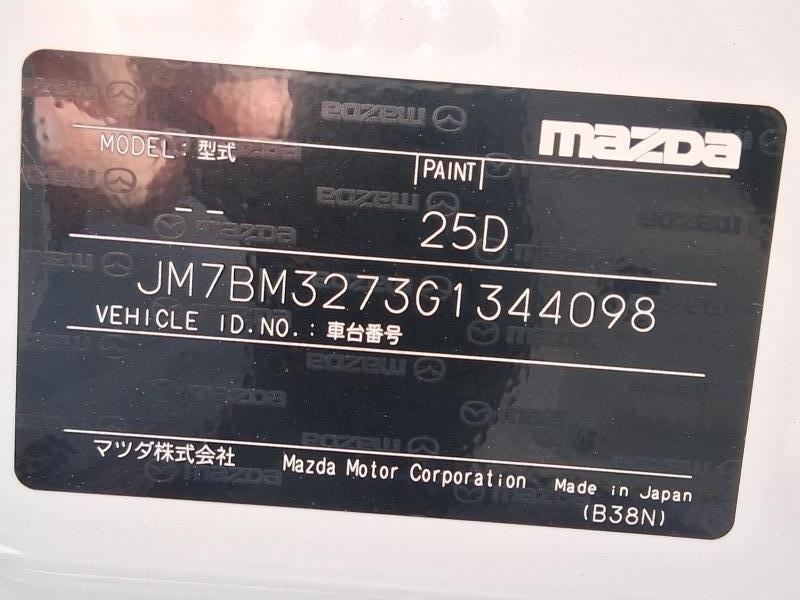 mazda
MODEL: 型式
PAINT
— —
25D
JM7BM3273G1344098
VEHICLE ID.NO.: 車台番号
マツダ株式会社 Mazda Motor Corporation Made in Japan
(B38N)